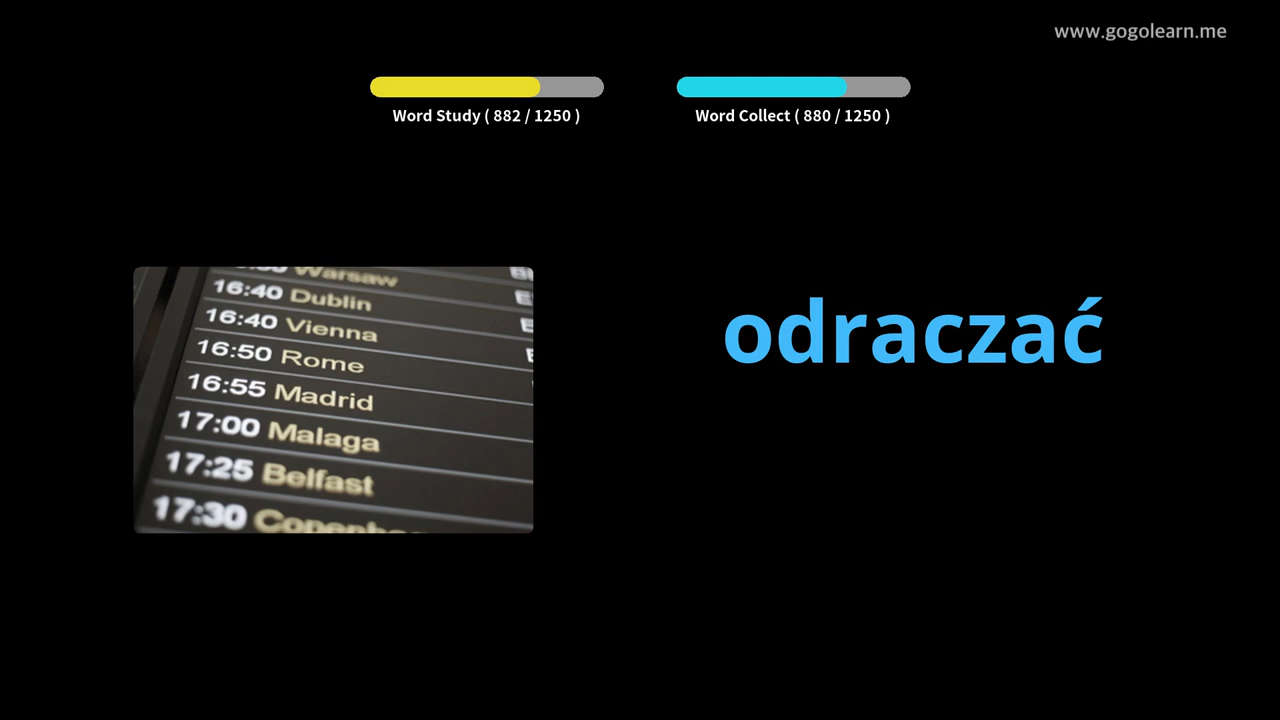 www.gogolearn.me
Word Study ( 882 / 1250 )
Word Collect ( 880 / 1250 )
Warsaw
16:40 Dublin
16:40 Vienna
16:50 Rome
16:55 Madrid
17:00 Malaga
17:25 Belfast
17:30
odraczać